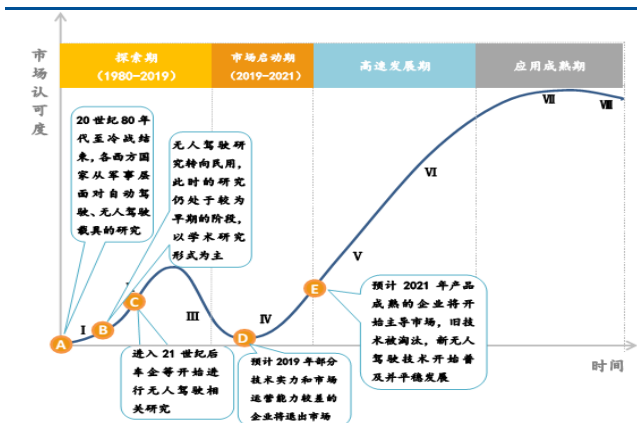 市场认可度
探索期
（1980-2019）
市场启动期
（2019-2021）
高速发展期
应用成熟期
20世纪80年
代至冷战结
束，各西方国
家从军事层
面对自动驾
驶、无人驾驶
载具的研究
无人驾驶研
究转向民用，
此时的研究
仍处于较为
早期的阶段，
以学术研究
形式为主
A
I
B
C
III
D
IV
E
V
VI
VII
VIII
进入 21 世纪后
车企等开始进
行无人驾驶相
关研究
预计 2019 年部分
技术实力和市场
运营能力较差的
企业将退出市场
预计 2021 年产品
成熟的企业将开
始主导市场，旧技
术被淘汰，新无人
驾驶技术开始普
及并平稳发展
时间